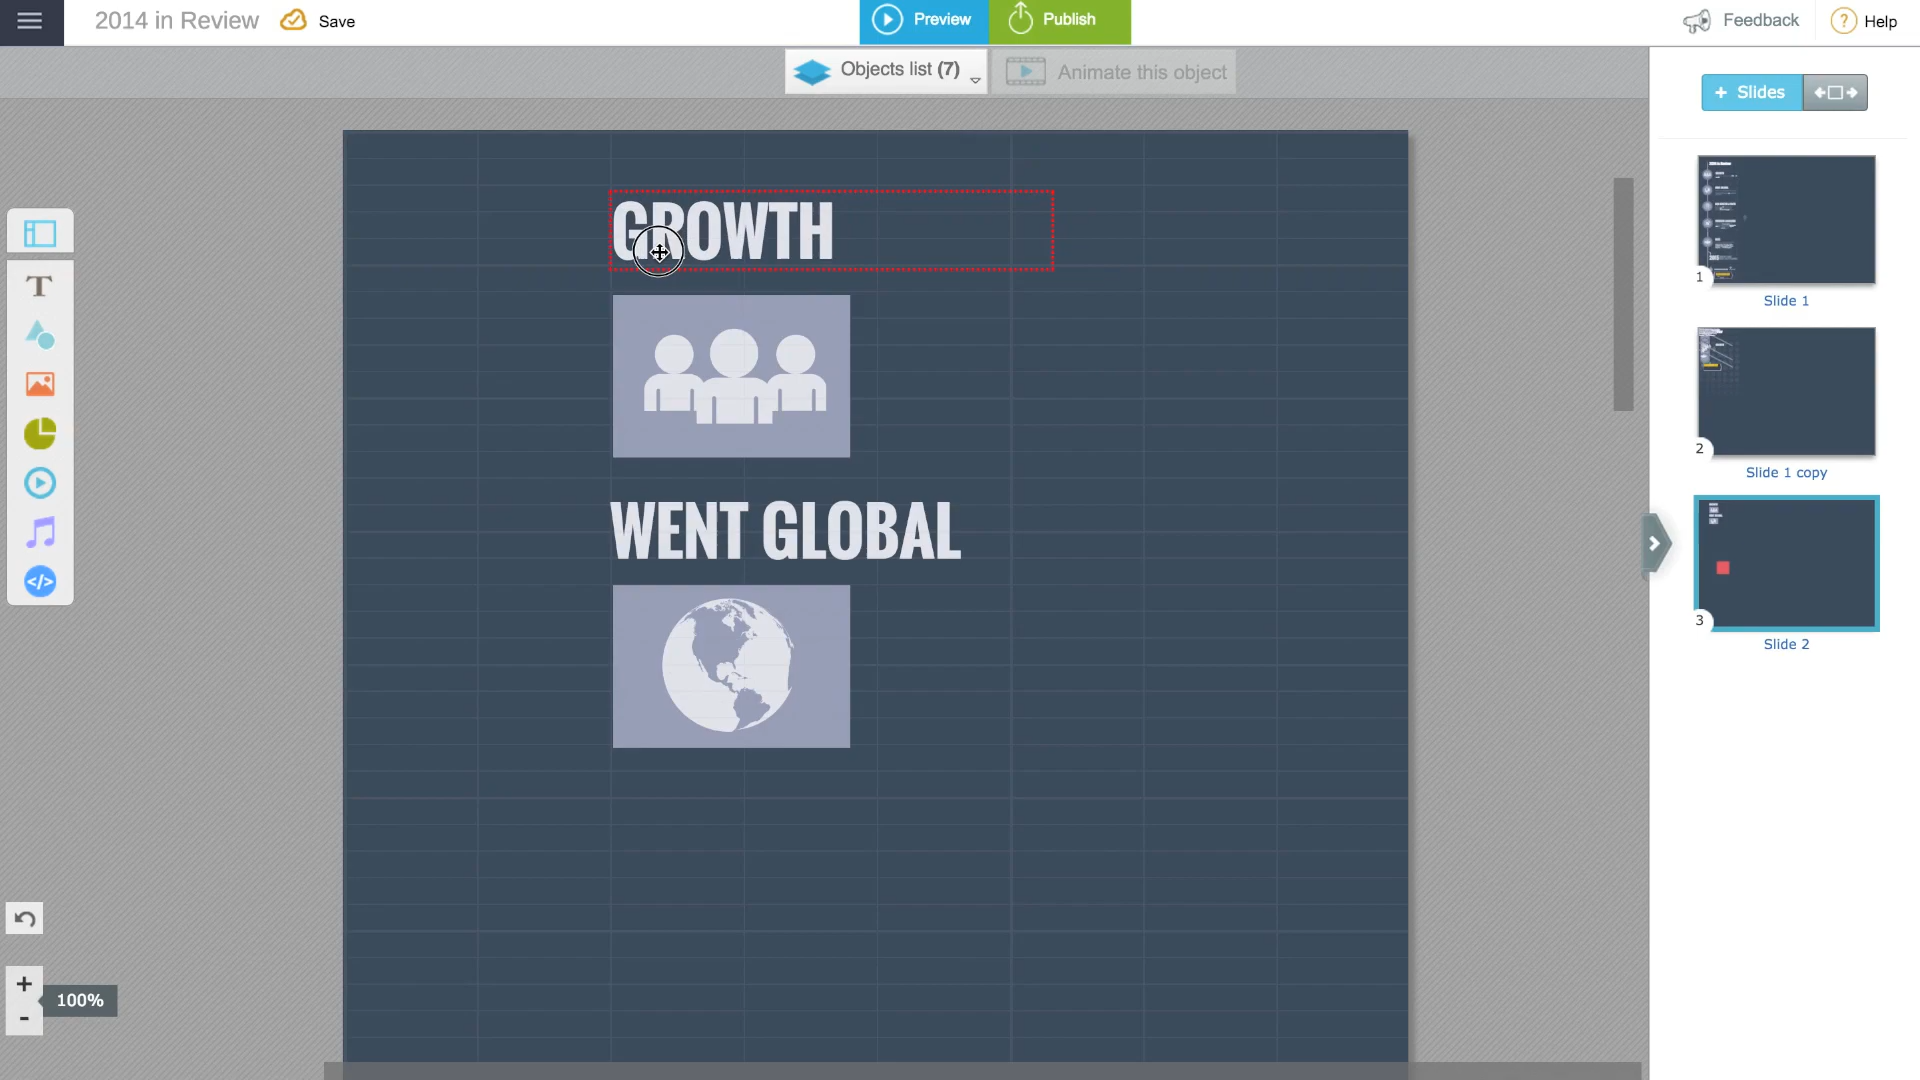 2014 in Review
Save
Preview
Publish
Feedback
? Help
Objects list (7)
Animate this object
+ Slides
GROWTH
WENT GLOBAL
T
</>
1
Slide 1
2
Slide 1 copy
3
Slide 2
+
100%
-